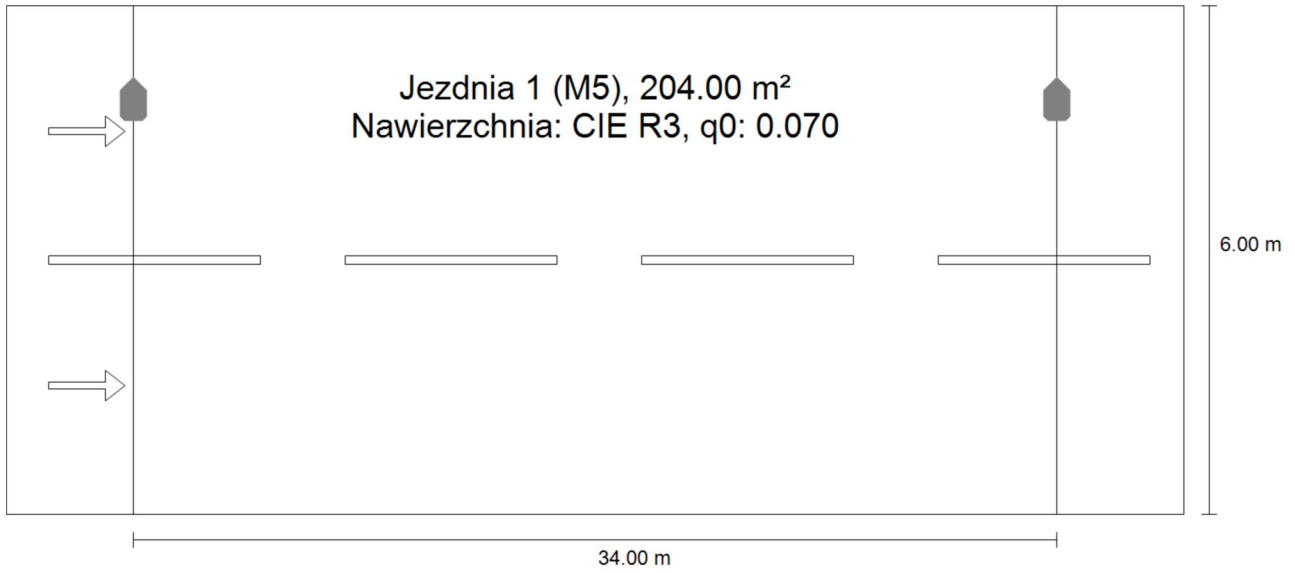 Jezdnia 1 (M5), 204.00 m²
Nawierzchnia: CIE R3, q0: 0.070
6.00 m
34.00 m